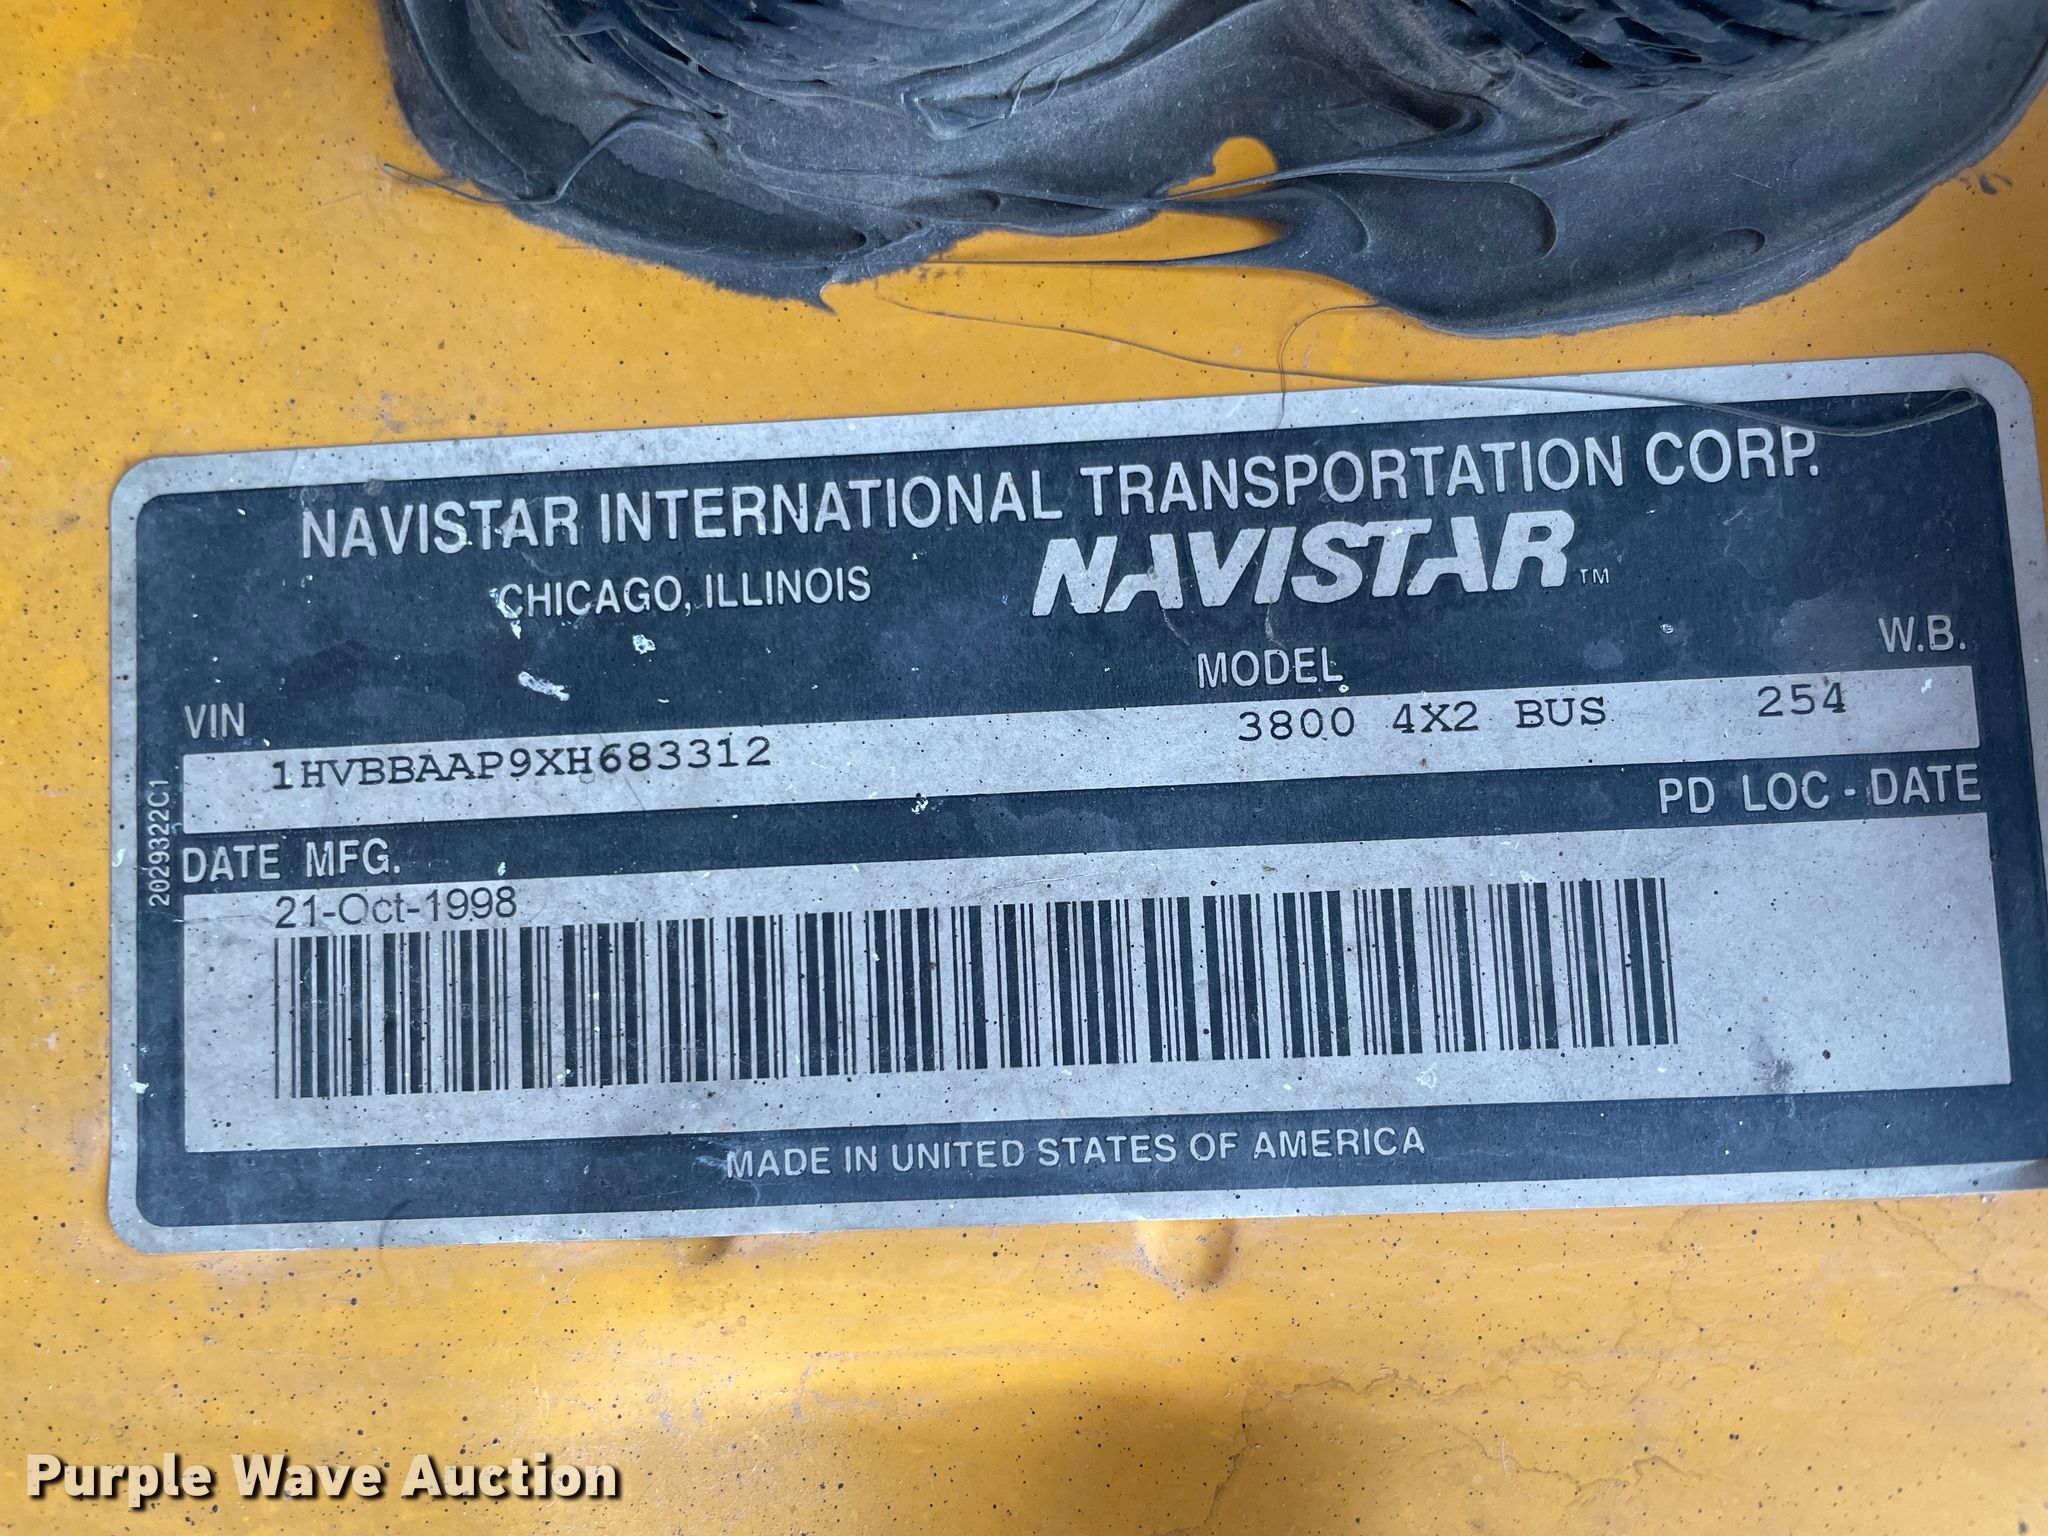 NAVISTAR INTERNATIONAL TRANSPORTATION CORP.
CHICAGO, ILLINOIS
NAVISTAR™
VIN
MODEL
W.B.
1HVBBAAP9XH683312
3800 4X2 BUS
254
DATE MFG.
PD LOC - DATE
21-Oct-1998
2029322C1
MADE IN UNITED STATES OF AMERICA
Purple Wave Auction